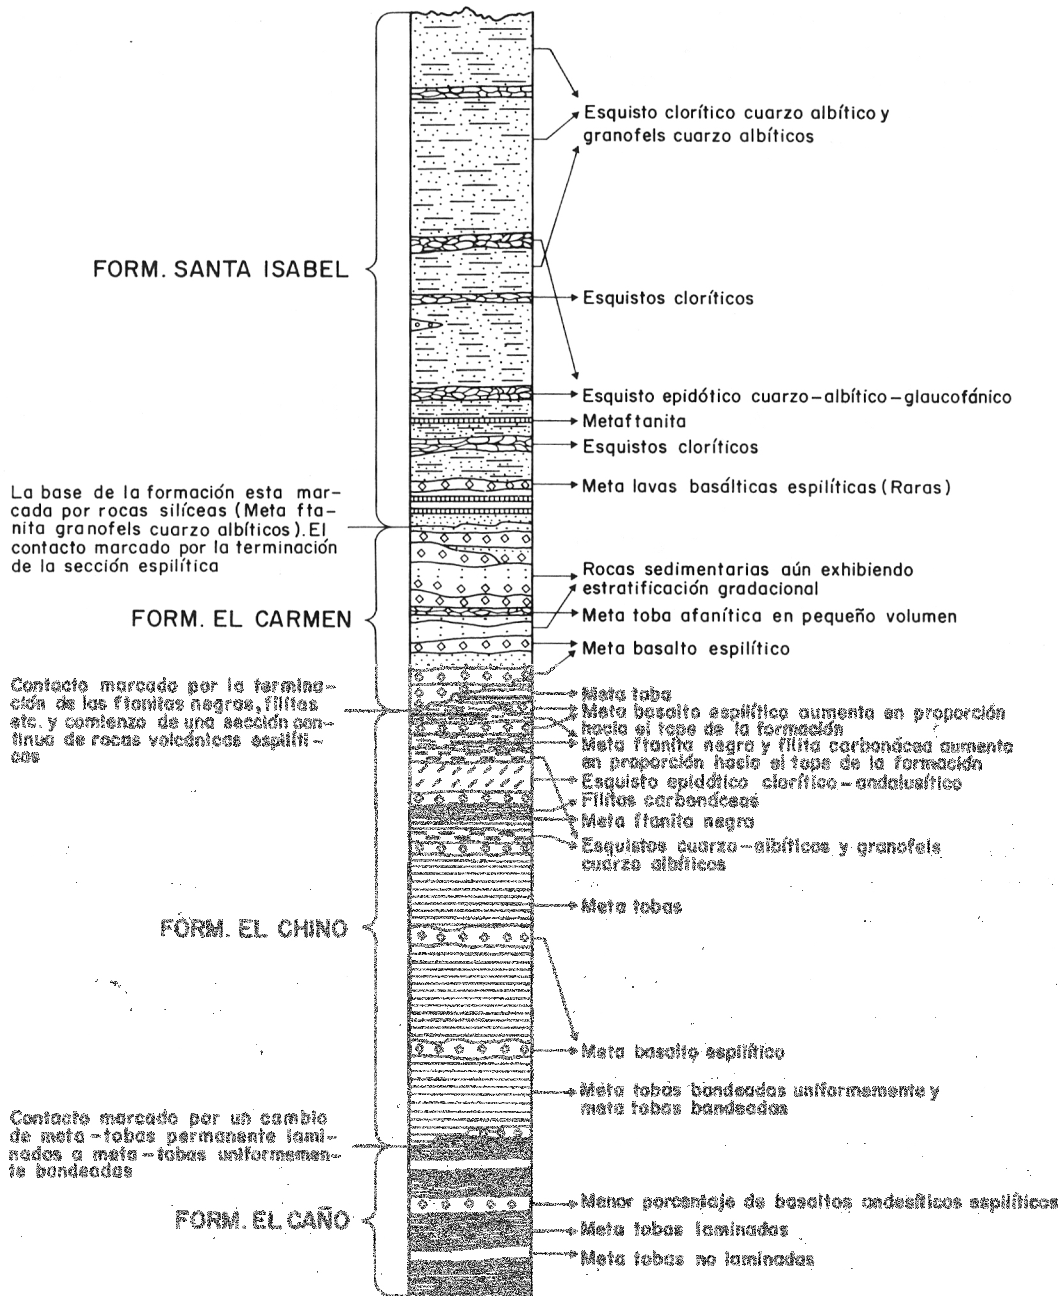 Esquisto clorítico cuarzo albítico y
granofels cuarzo albíticos
FORM. SANTA ISABEL
Esquistos cloríticos
Esquisto epidótico cuarzo-albítico-glaucofánico
Metaftanita
Esquistos cloríticos
Meta lavas basálticas espilíticas (Raras)
La base de la formación esta mar-
cada por rocas silíceas (Meta fta-
nita granofels cuarzo albíticos). El
contacto marcado por la terminación
de la sección espilítica
Rocas sedimentarias aún exhibiendo
estratificación gradacional
FORM. EL CARMEN
Meta toba afanítica en pequeño volumen
Meta basalto espilítico
Contacto marcado por la termina-
ción de las ftanitas negras, filitas
etc. y comienzo de una sección con-
tinua de rocas volcánicas espilíti-
cas
Meta toba
Meta basalto espilítico aumenta en proporción
hacia el tope de la formación
Meta ftanita negra y filita carbonácea aumenta
en proporción hacia el tope de la formación
Esquisto epidótico clorítico-andalusítico
Filitas carbonáceas
Meta ftanita negra
Esquistos cuarzo-albíticos y granofels
cuarzo albíticos
Meta tobas
FORM. EL CHINO
Meta basalto espilítico
Meta tobas bandeadas uniformemente y
meta tobas bandeadas
Contacto marcado por un cambio
de meta-tobas permanente lami-
nadas a meta-tobas uniformemen-
te bandeadas
Menor porcentaje de basaltos andesíticos espilíticos
FORM. EL CAÑO
Meta tobas laminadas
Meta tobas no laminadas